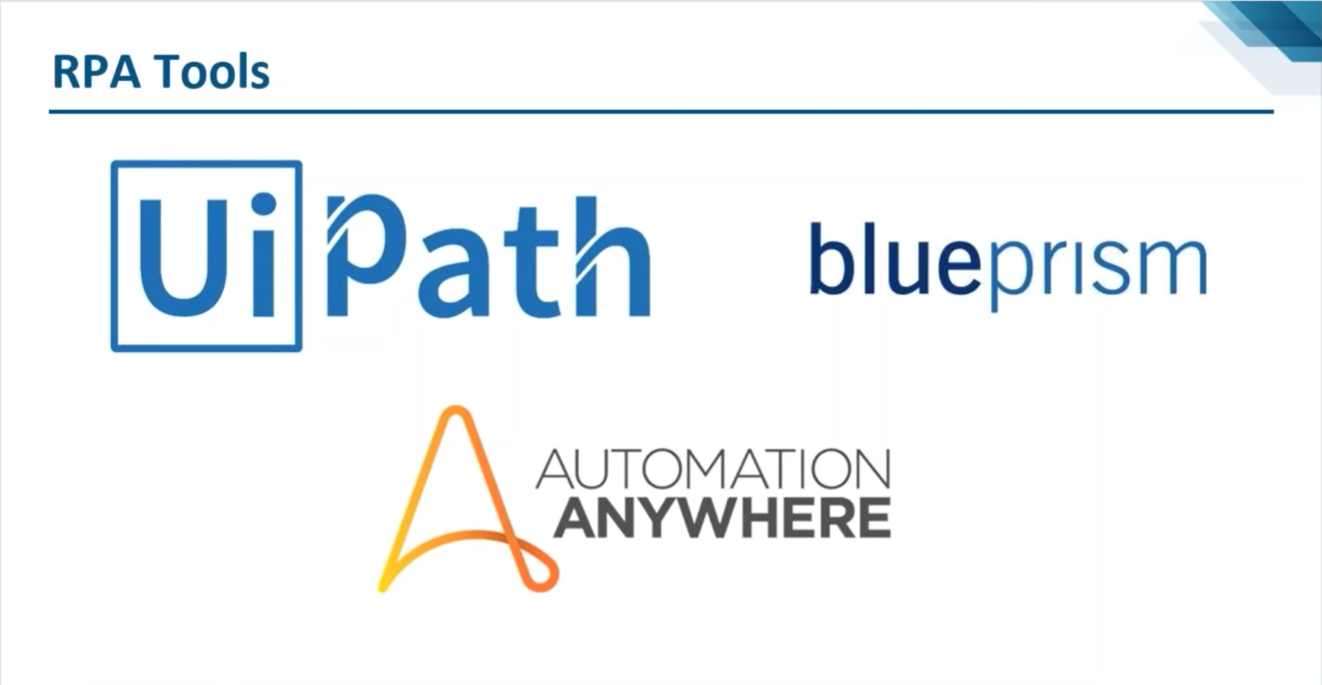 RPA Tools
UiPath
blueprism
AUTOMATION
ANYWHERE